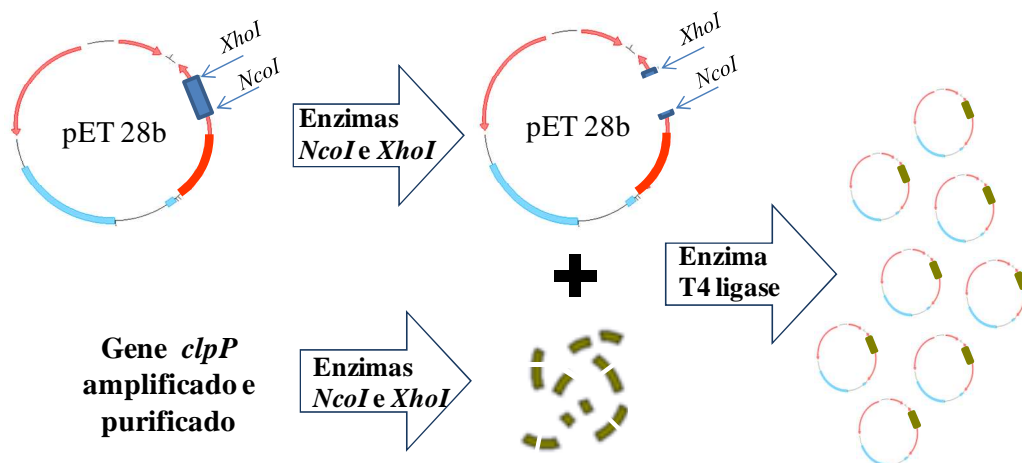 XhoI
NcoI
pET 28b
Enzimas
NcoI e XhoI
XhoI
NcoI
pET 28b
Enzima
T4 ligase
Gene clpP
amplificado e
purificado
Enzimas
NcoI e XhoI